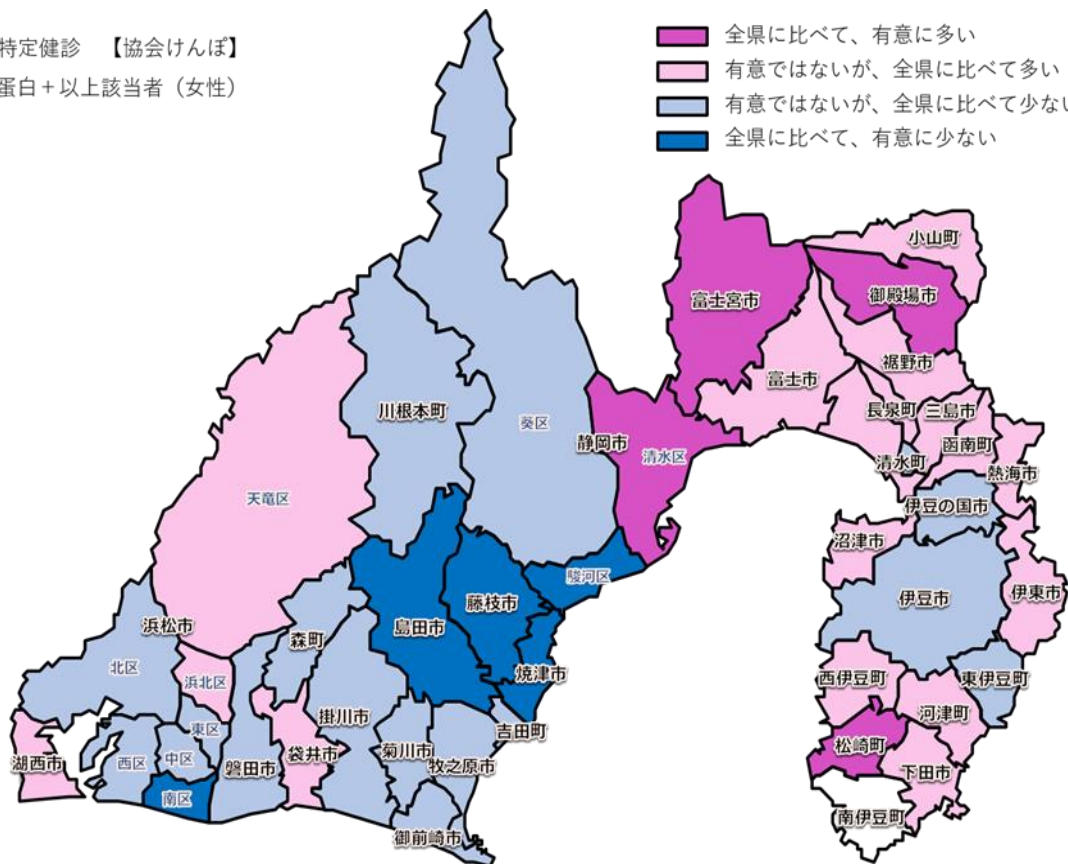 特定健診 【協会けんぽ】
蛋白+以上該当者(女性)
全県に比べて、有意に多い
有意ではないが、全県に比べて多い
有意ではないが、全県に比べて少ない
全県に比べて、有意に少ない
小山町
富士宮市
御殿場市
裾野市
富士市
長泉町
三島市
川根本町
葵区
静岡市
清水区
函南町
清水町
熱海市
天竜区
伊豆の国市
沼津市
駿河区
伊東市
藤枝市
伊豆市
浜松市
島田市
森町
北区
焼津市
浜北区
西伊豆町
東伊豆町
掛川市
河津町
東区
吉田町
菊川市
松崎町
袋井市
中区
湖西市
西区
磐田市
牧之原市
下田市
南区
南伊豆町
御前崎市